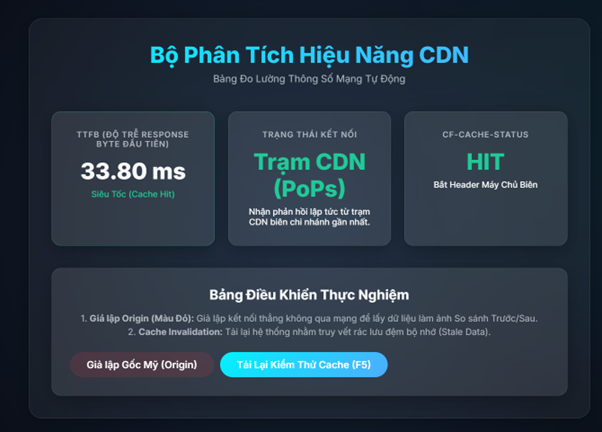 Bộ Phân Tích Hiệu Năng CDN
Bảng Đo Lường Thông Số Mạng Tự Động
TTFB (ĐỘ TRỄ RESPONSE
BYTE ĐẦU TIÊN)
33.80 ms
Siêu Tốc (Cache Hit)
TRẠNG THÁI KẾT NỐI
Trạm CDN
(PoPs)
Nhận phản hồi lập tức từ trạm
CDN biên chi nhánh gần nhất.
CF-CACHE-STATUS
HIT
Bắt Header Máy Chủ Biên
Bảng Điều Khiển Thực Nghiệm
1. Giả lập Origin (Màu Đỏ): Giả lập kết nối thẳng không qua mạng để lấy dữ liệu làm ảnh So sánh Trước/Sau.
2. Cache Invalidation: Tải lại hệ thống nhằm truy vết rác lưu đệm bộ nhớ (Stale Data).
Giả lập Gốc Mỹ (Origin)
Tải Lại Kiểm Thử Cache (F5)